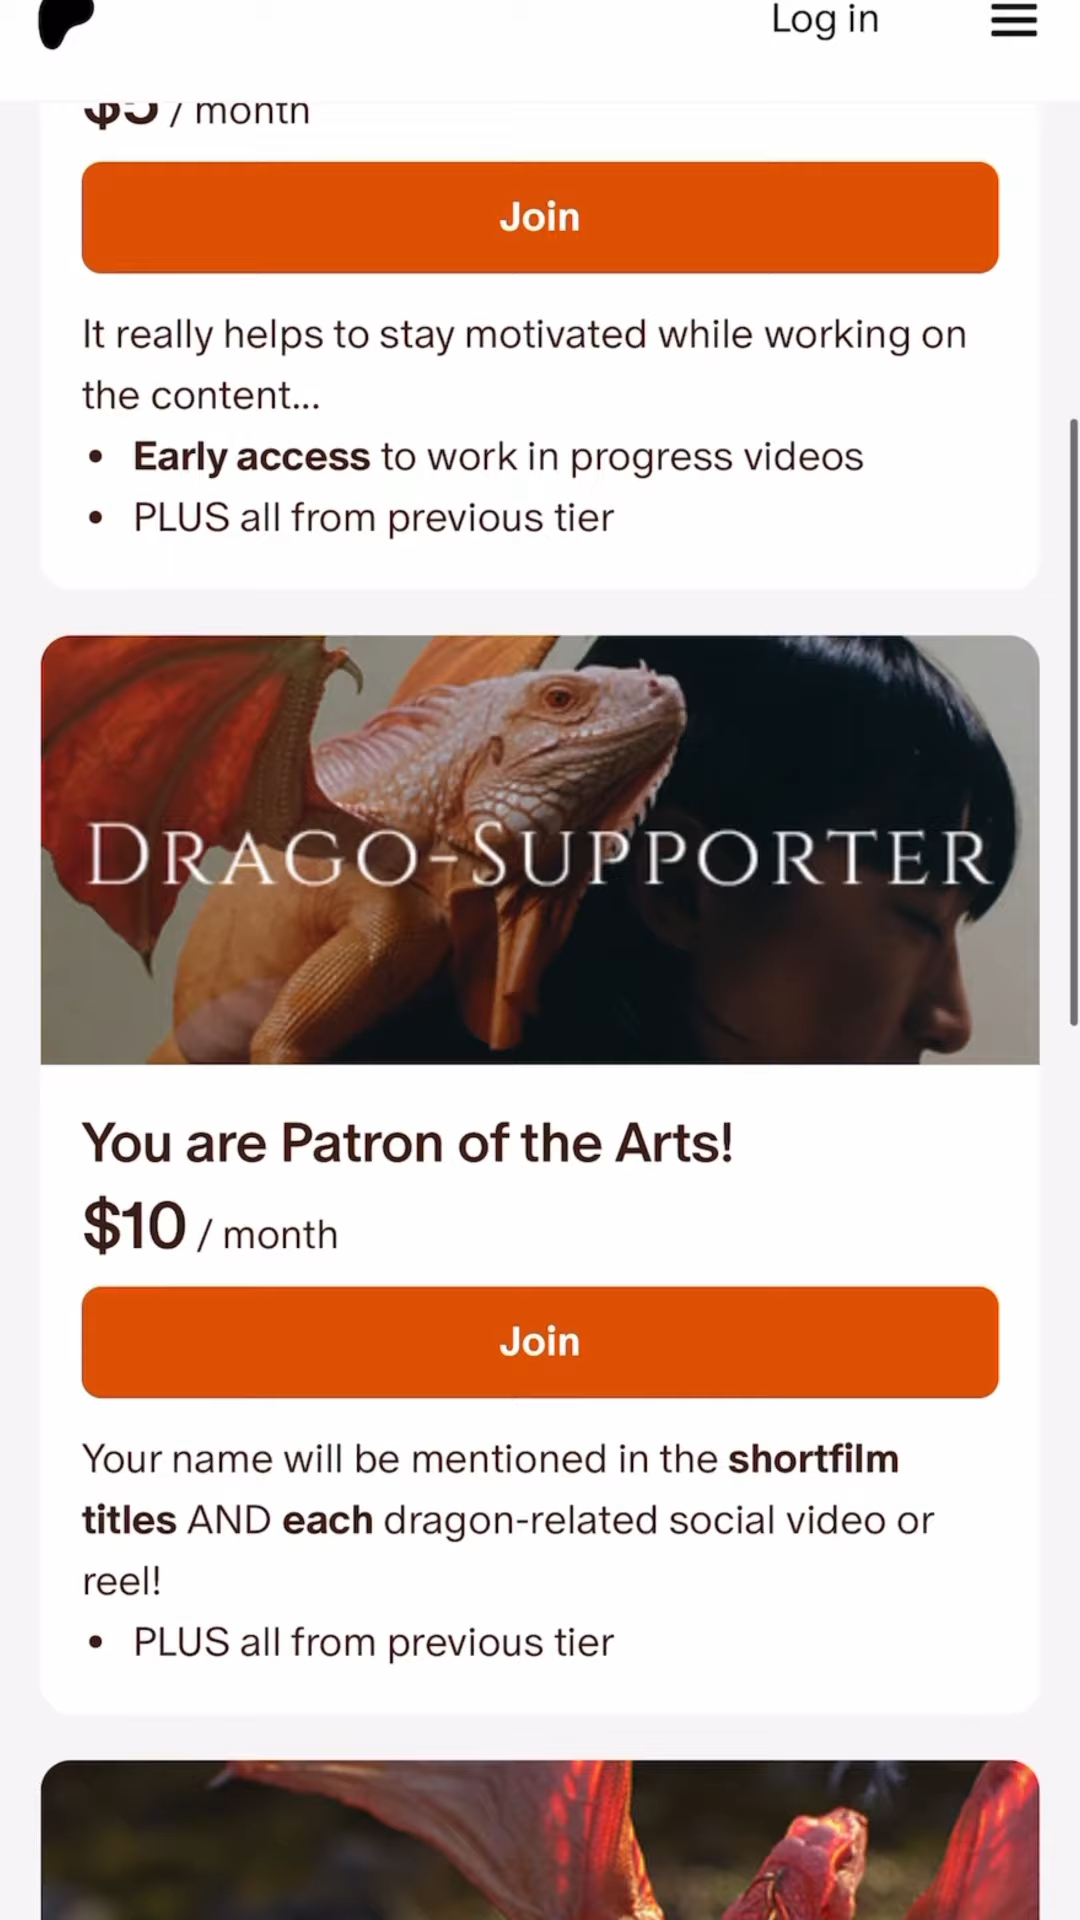 Log in
$5 / month
Join
It really helps to stay motivated while working on
the content...
• Early access to work in progress videos
• PLUS all from previous tier
DRAGO-SUPPORTER
You are Patron of the Arts!
$10 / month
Join
Your name will be mentioned in the shortfilm
titles AND each dragon-related social video or
reel!
• PLUS all from previous tier